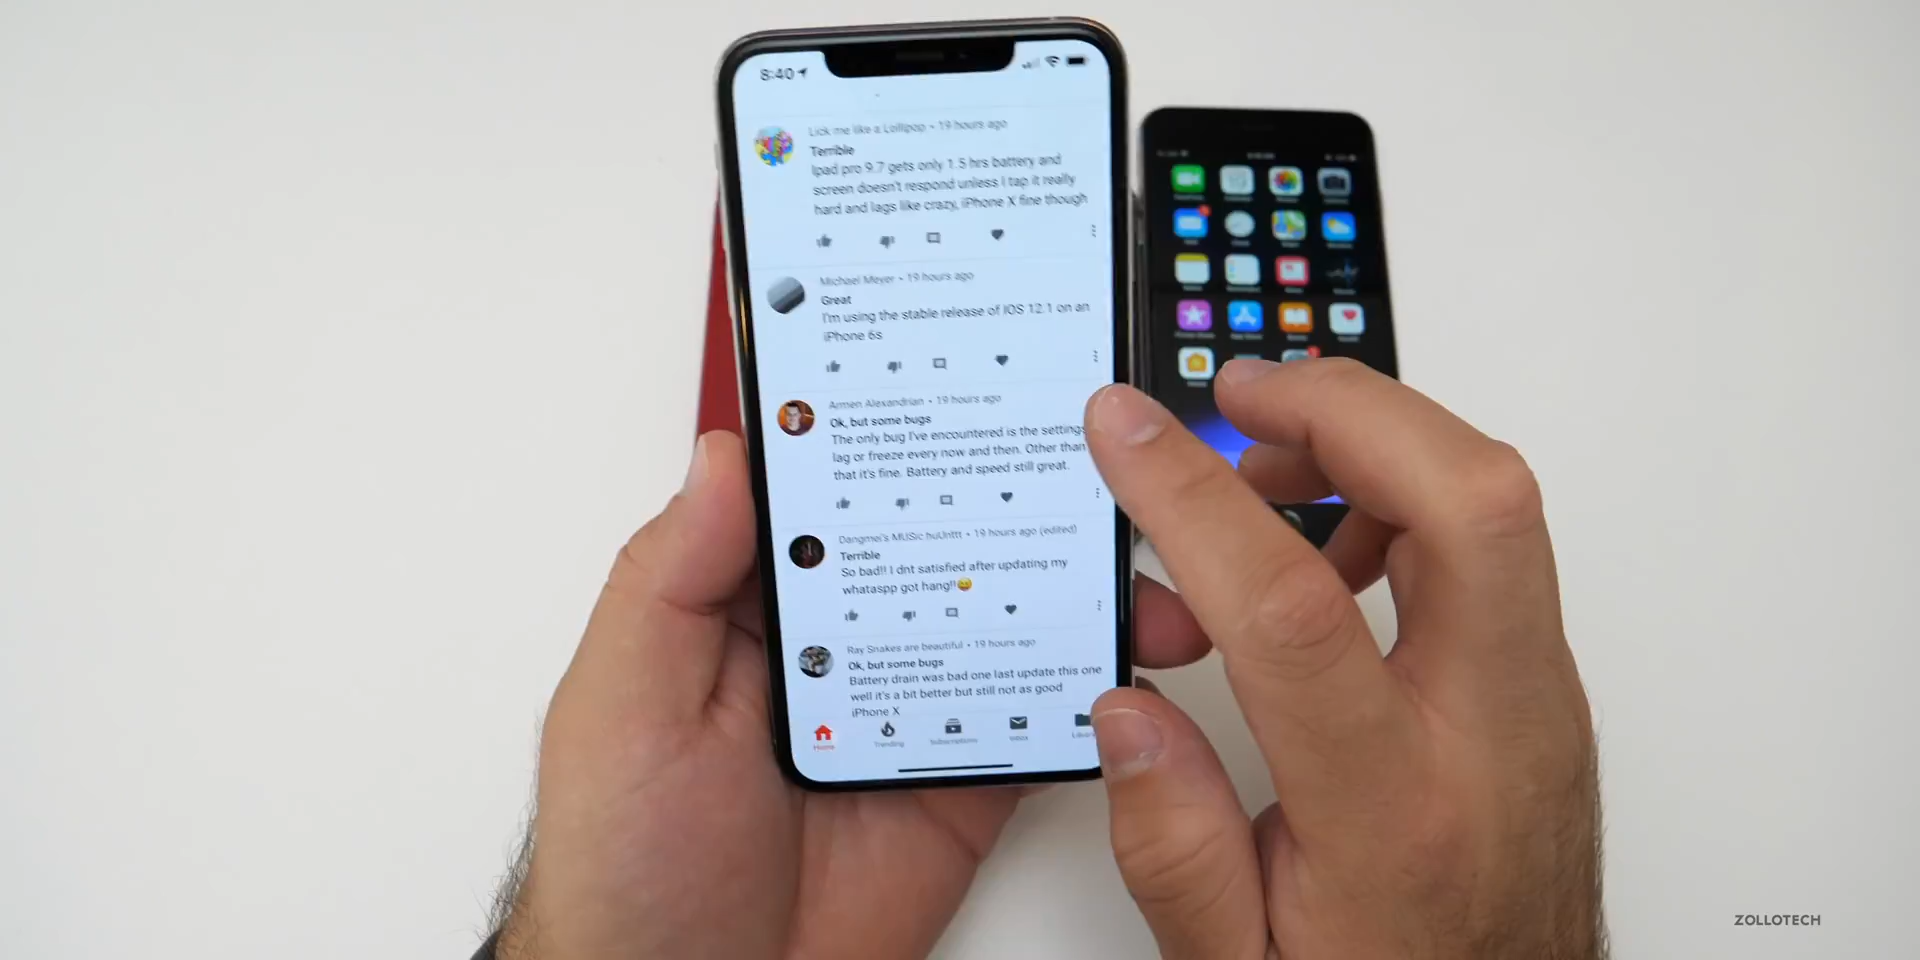 8:40
Lick me like a Lollipop • 19 hours ago
Terrible
Ipad pro 9.7 gets only 1.5 hrs battery and
screen doesn't respond unless I tap it really
hard and lags like crazy, iPhone X fine though
Michael Meyer • 19 hours ago
Great
I'm using the stable release of IOS 12.1 on an
iPhone 6s
Armen Alexandrian • 19 hours ago
Ok, but some bugs
The only bug I've encountered is the settings
lag or freeze every now and then. Other than
that it's fine. Battery and speed still great.
Dangmei's MUSic huUnttt • 19 hours ago (edited)
Terrible
So bad!! I dnt satisfied after updating my
whataspp got hang!!😄
Ray Snakes are beautiful • 19 hours ago
Ok, but some bugs
Battery drain was bad one last update this one
well it's a bit better but still not as good
iPhone X
Home
Trending
Subscriptions
Inbox
ZOLLOTECH